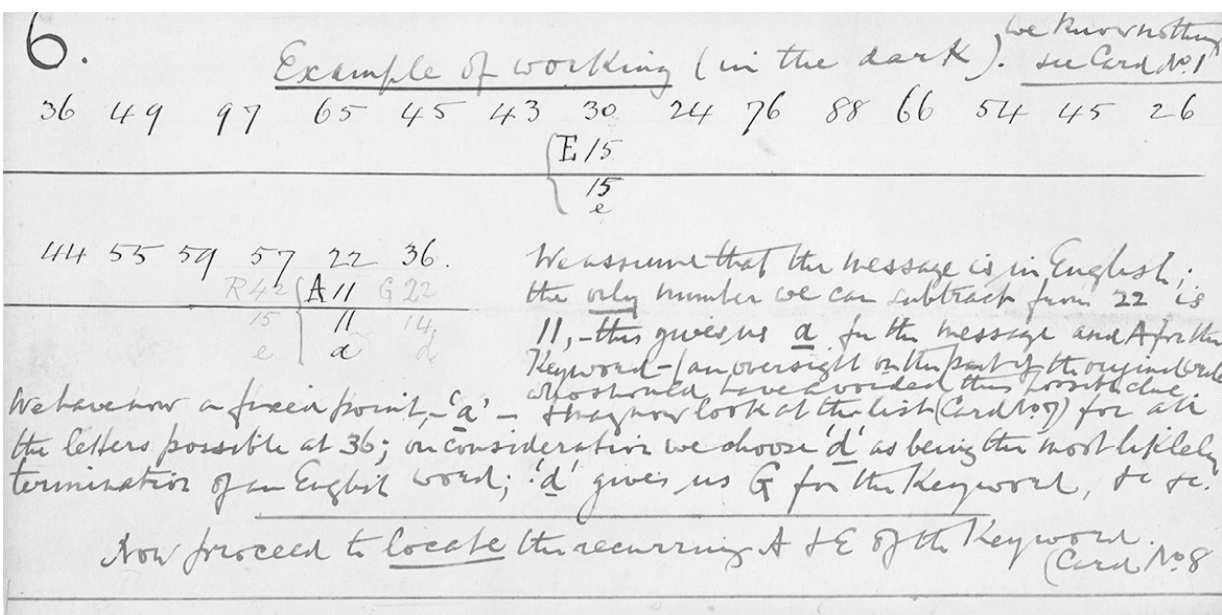 6.
we know nothing
Example of working (in the dark). see Card No. 1
36 49 97 65 45 43 30 24 76 88 66 54 45 26
E 15
15
e
44 55 59 57 22 36.
R 42 A 11 G 22
15 11 14
e a d
We assume that the message is in English;
the only number we can subtract from 22 is
11, - this gives us a for the message and A for the
Keyword - (an oversight on the part of the original
who should have avoided this possible clue
We have now a fixed point, - 'a' - & may now look at the list (Card No. 7) for all
the letters possible at 36; on consideration we choose 'd' as being the most likely
termination of an English word; 'd' gives us G for the Keyword, &c &c.
Now proceed to locate the recurring A & E of the Keyword.
(Card No. 8